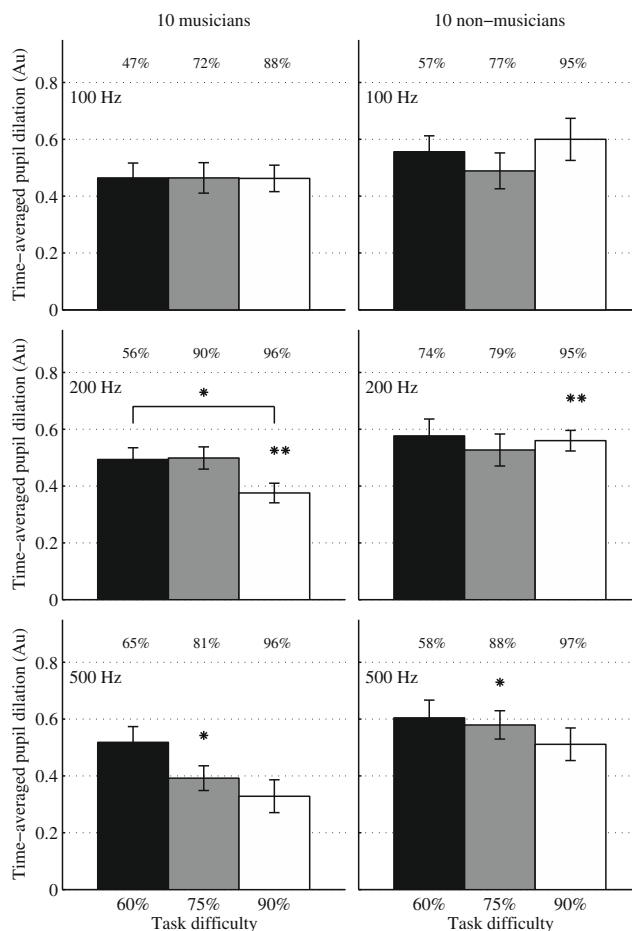 10 musicians
10 non−musicians
Time−averaged pupil dilation (Au)
47% 72% 88%
57% 77% 95%
0.8
100 Hz
100 Hz
0.6
0.4
0.2
0
Time−averaged pupil dilation (Au)
56% 90% 96%
74% 79% 95%
0.8
200 Hz
*
200 Hz
**
0.6
**
0.4
0.2
0
Time−averaged pupil dilation (Au)
65% 81% 96%
58% 88% 97%
0.8
500 Hz
500 Hz
*
0.6
*
0.4
0.2
0
60% 75% 90%
60% 75% 90%
Task difficulty
Task difficulty